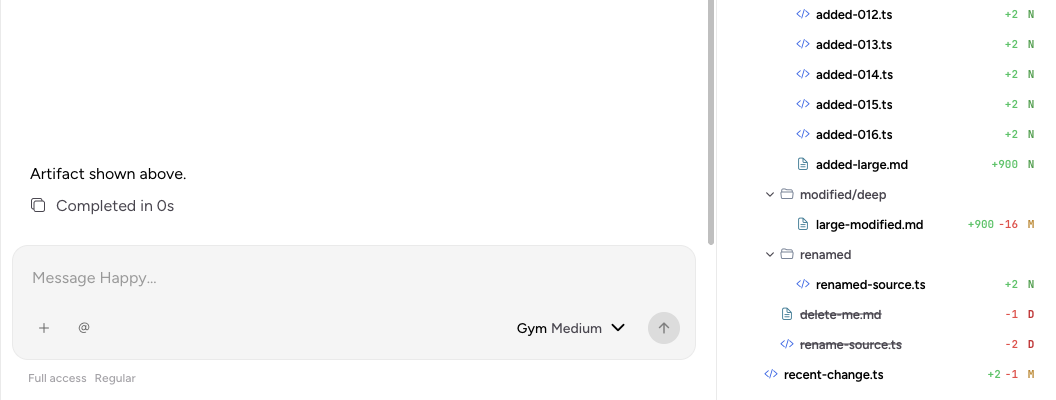 Artifact shown above.
Completed in 0s
Message Happy...
@
Gym Medium
Full access Regular
added-012.ts +2 N
added-013.ts +2 N
added-014.ts +2 N
added-015.ts +2 N
added-016.ts +2 N
added-large.md +900 N
modified/deep
large-modified.md +900 -16 M
renamed
renamed-source.ts +2 N
delete-me.md -1 D
rename-source.ts -2 D
recent-change.ts +2 -1 M